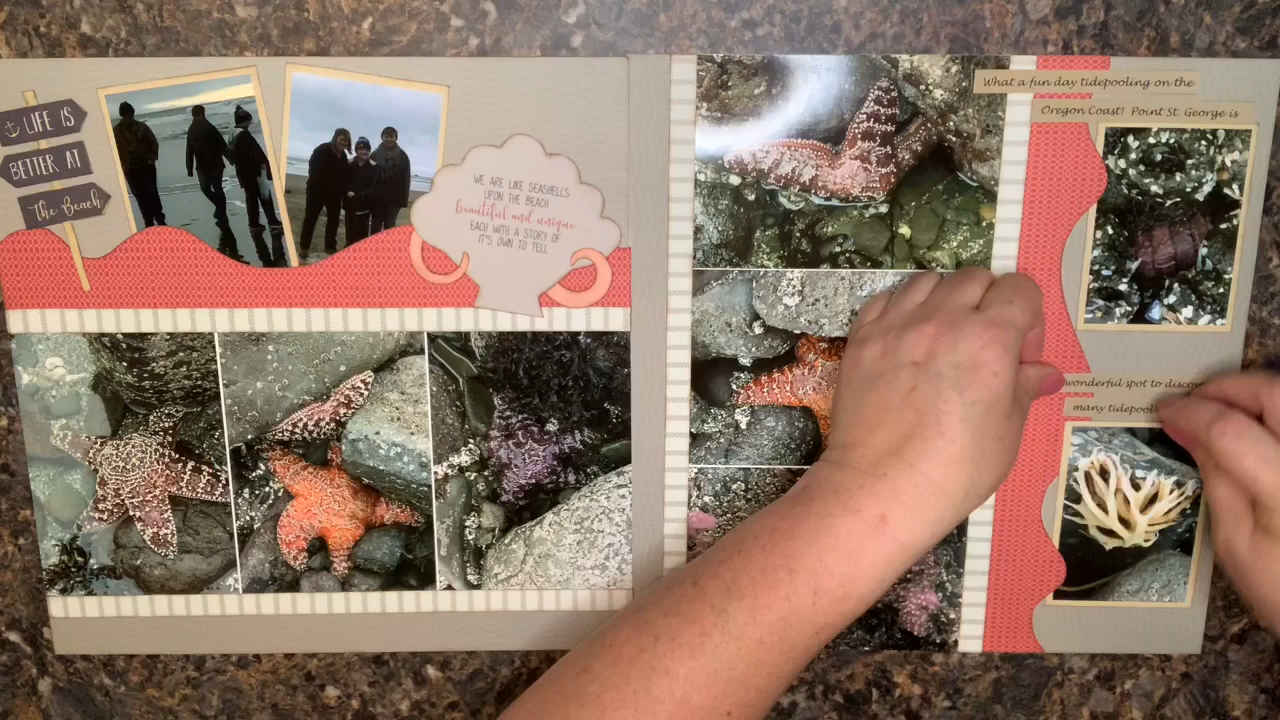 LIFE IS
BETTER AT
The Beach
WE ARE LIKE SEASHELLS
UPON THE BEACH
beautiful and unique
EACH WITH A STORY OF
IT'S OWN TO TELL
What a fun day tidepooling on the
Oregon Coast! Point St. George is
wonderful spot to
many